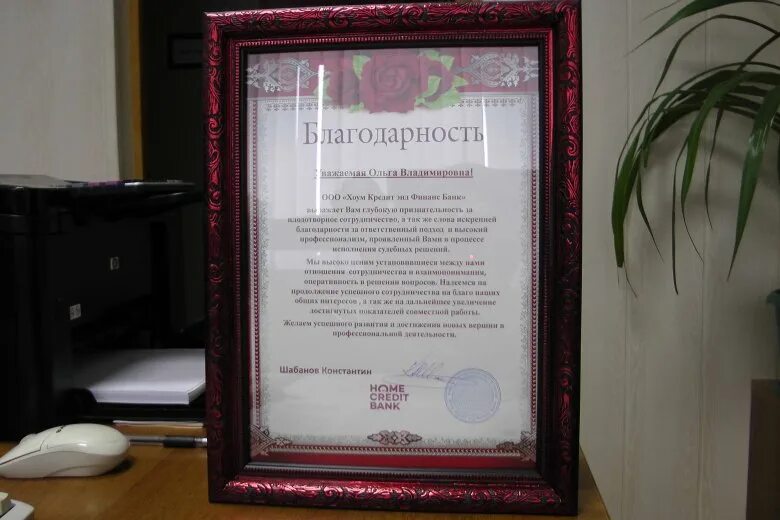 Благодарность
Уважаемая Ольга Владимировна!
ООО «Хоум Кредит энд Финанс Банк»
выражает Вам глубокую признательность за
плодотворное сотрудничество, а так же слова искренней
благодарности за ответственный подход и высокий
профессионализм, проявленный Вами в процессе
исполнения судебных решений.
Мы высоко ценим установившиеся между нами
отношения сотрудничества и взаимопонимания,
оперативность в решении вопросов. Надеемся на
продолжение успешного сотрудничества на благо наших
общих интересов , а так же на дальнейшее увеличение
достигнутых показателей совместной работы.
Желаем успешного развития и достижения новых вершин в
профессиональной деятельности.
Шабанов Константин
HOME
CREDIT
BANK